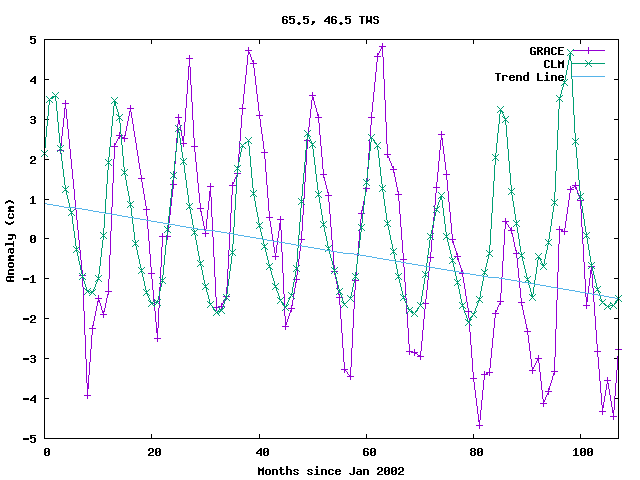 65.5, 46.5 TWS
GRACE
CLM
Trend Line
5
4
3
2
1
0
-1
-2
-3
-4
-5
Anomaly (cm)
0 20 40 60 80 100
Months since Jan 2002